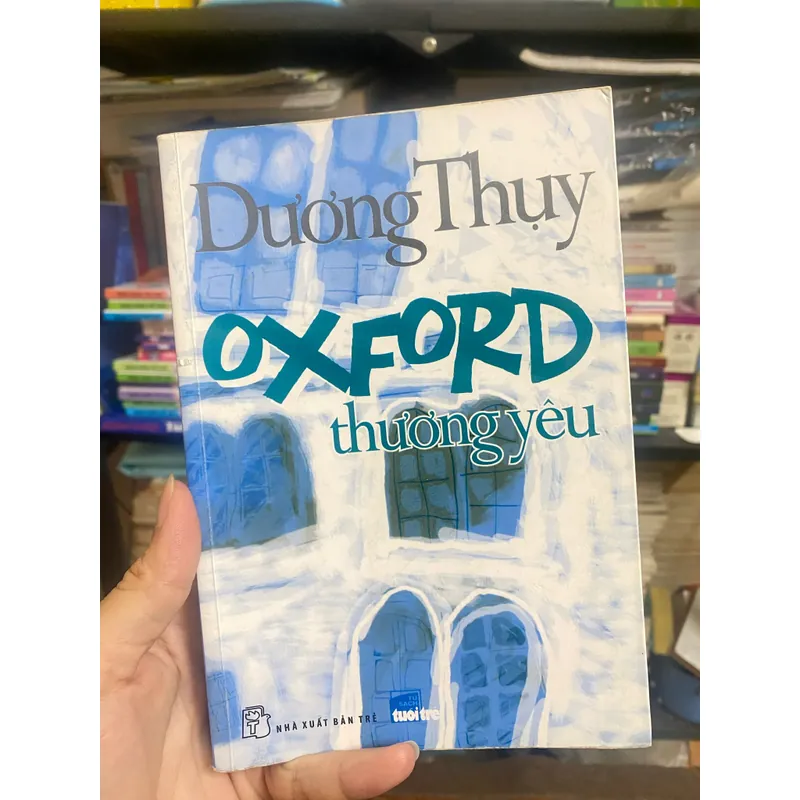 Dương Thụy
OXFORD
thương yêu
NHÀ XUẤT BẢN TRẺ
TỦ
SÁCH
tuổi trẻ